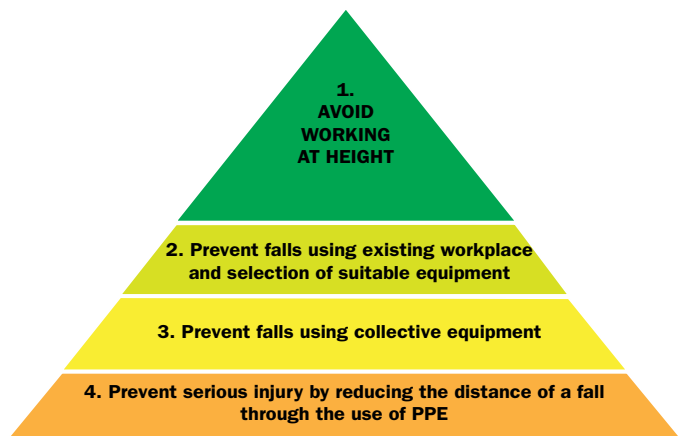 1.
AVOID
WORKING
AT HEIGHT
2. Prevent falls using existing workplace
and selection of suitable equipment
3. Prevent falls using collective equipment
4. Prevent serious injury by reducing the distance of a fall
through the use of PPE